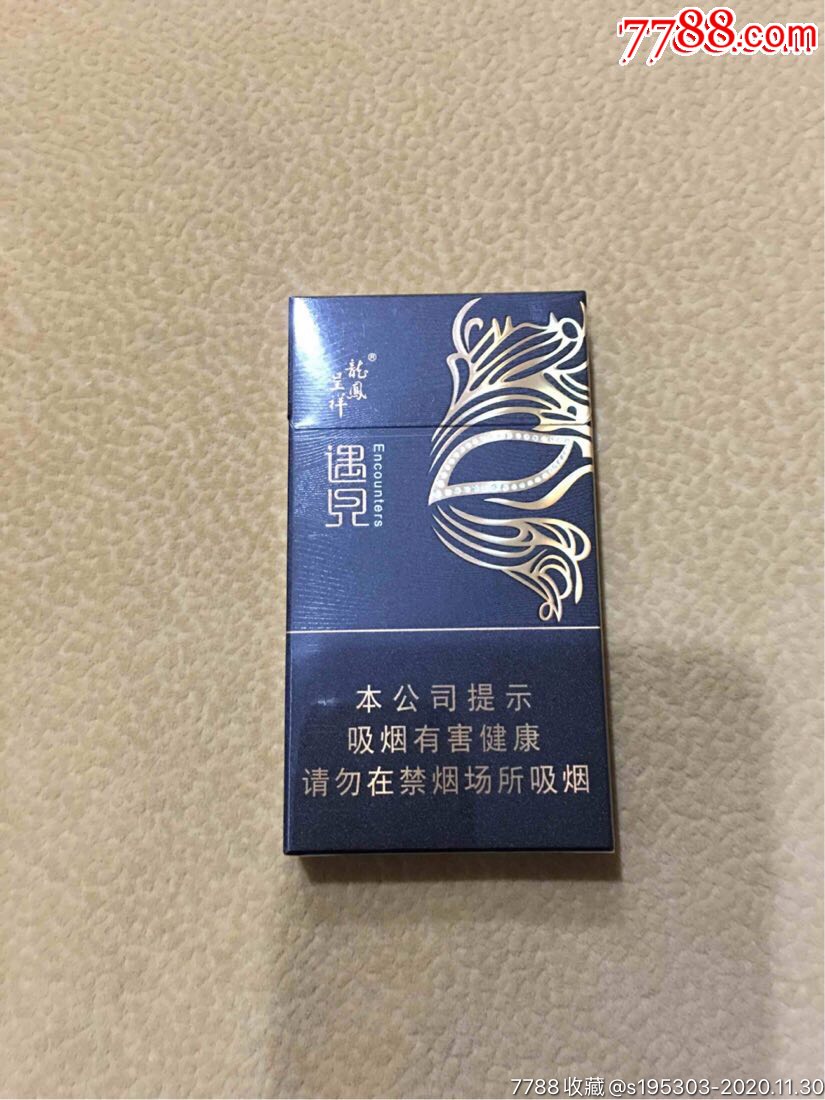 7788.com
龍鳳®
呈祥
遇見
Encounters
本公司提示
吸烟有害健康
请勿在禁烟场所吸烟
7788收藏@s195303-2020.11.30